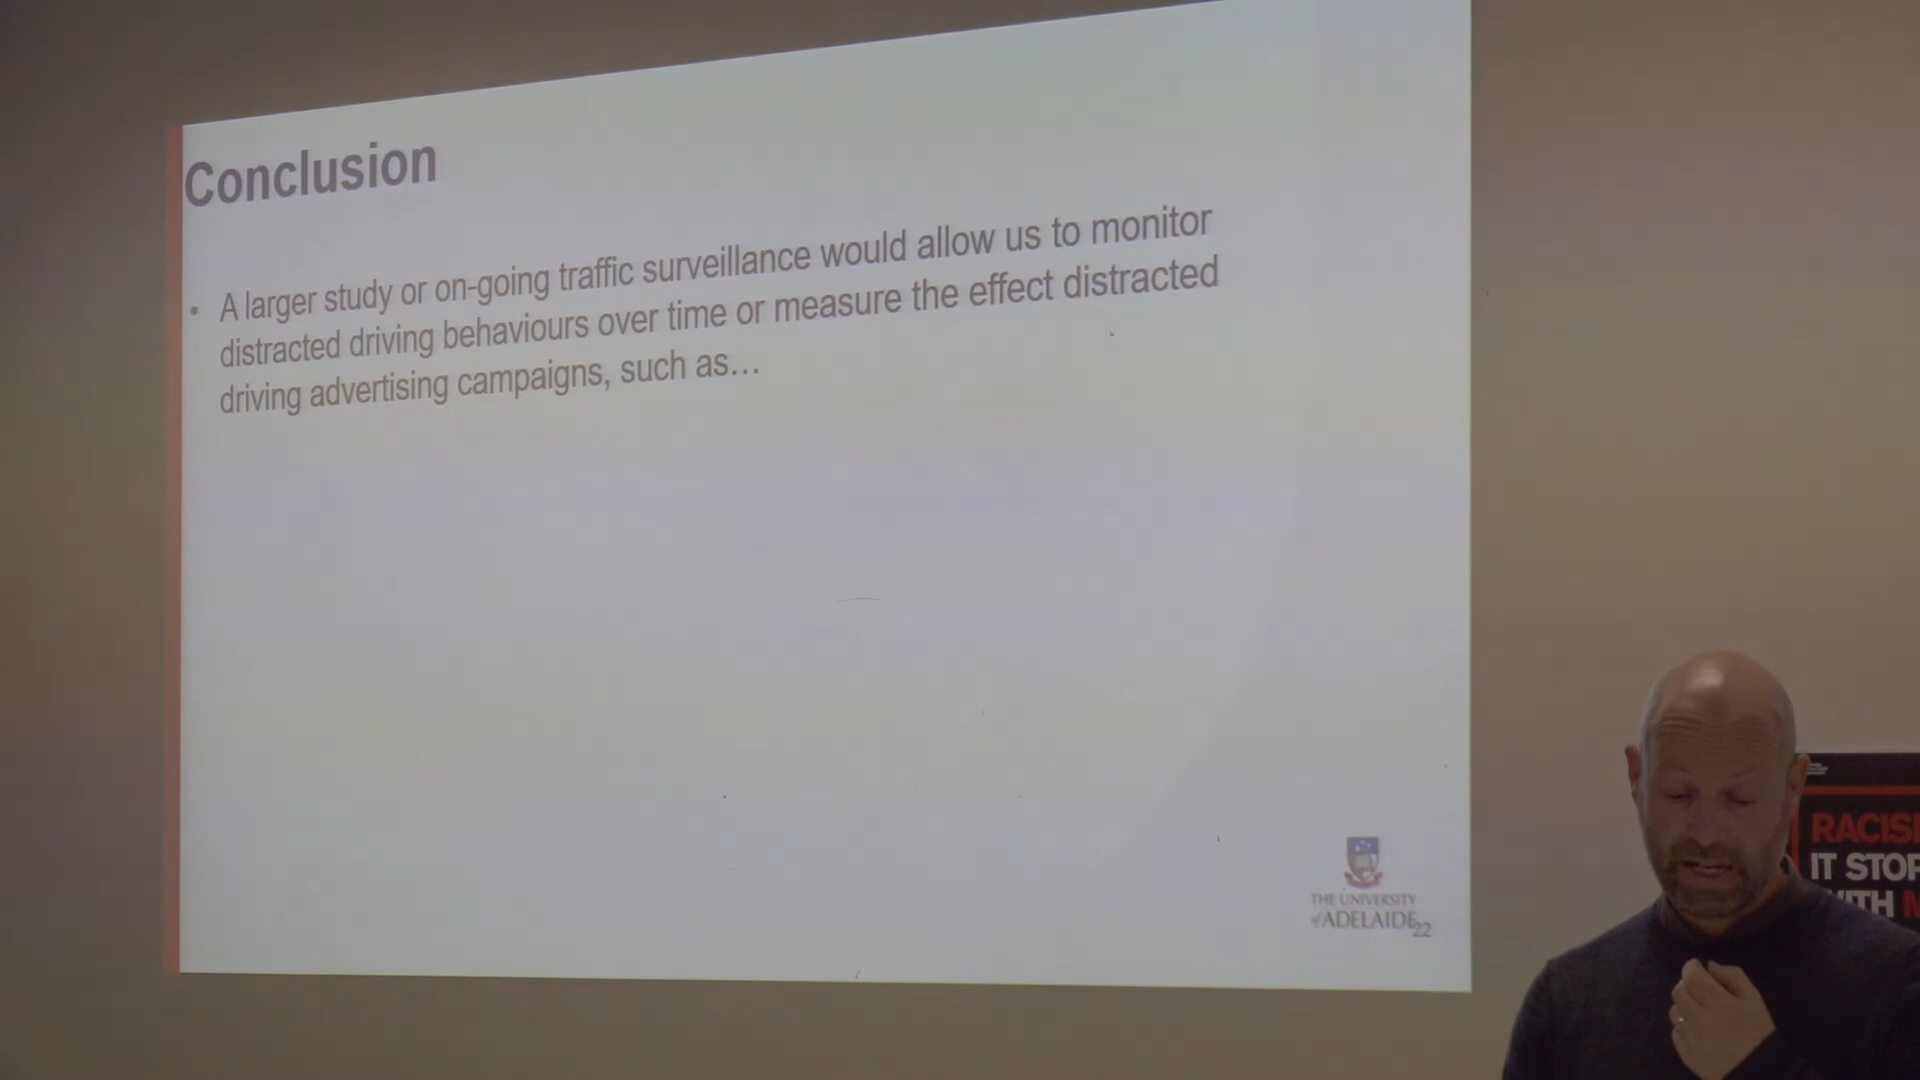 Conclusion
• A larger study or on-going traffic surveillance would allow us to monitor
distracted driving behaviours over time or measure the effect distracted
driving advertising campaigns, such as…
THE UNIVERSITY
of ADELAIDE
22
RACIS
IT STOP
WITH M